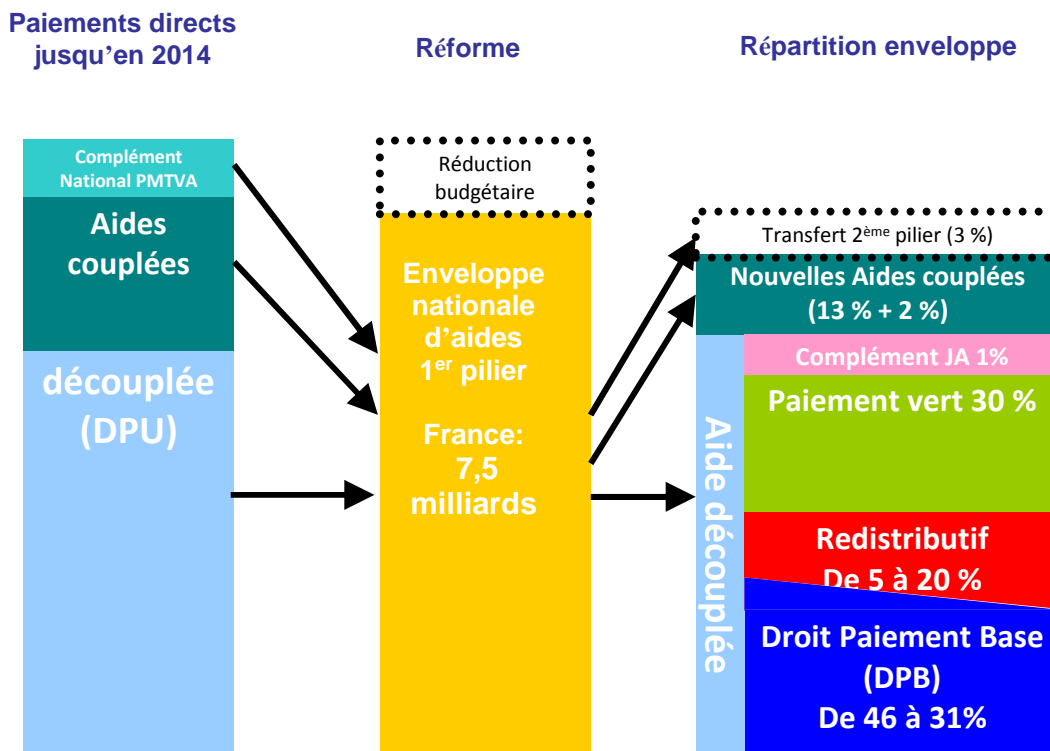 Paiements directs
jusqu'en 2014
Réforme
Répartition enveloppe
Complément
National PMTVA
Aides
couplées
découplée
(DPU)
Réduction
budgétaire
Enveloppe
nationale
d'aides
1er pilier
France:
7,5
milliards
Transfert 2ème pilier (3 %)
Nouvelles Aides couplées
(13 % + 2 %)
Aide découplée
Complément JA 1%
Paiement vert 30 %
Redistributif
De 5 à 20 %
Droit Paiement Base
(DPB)
De 46 à 31%